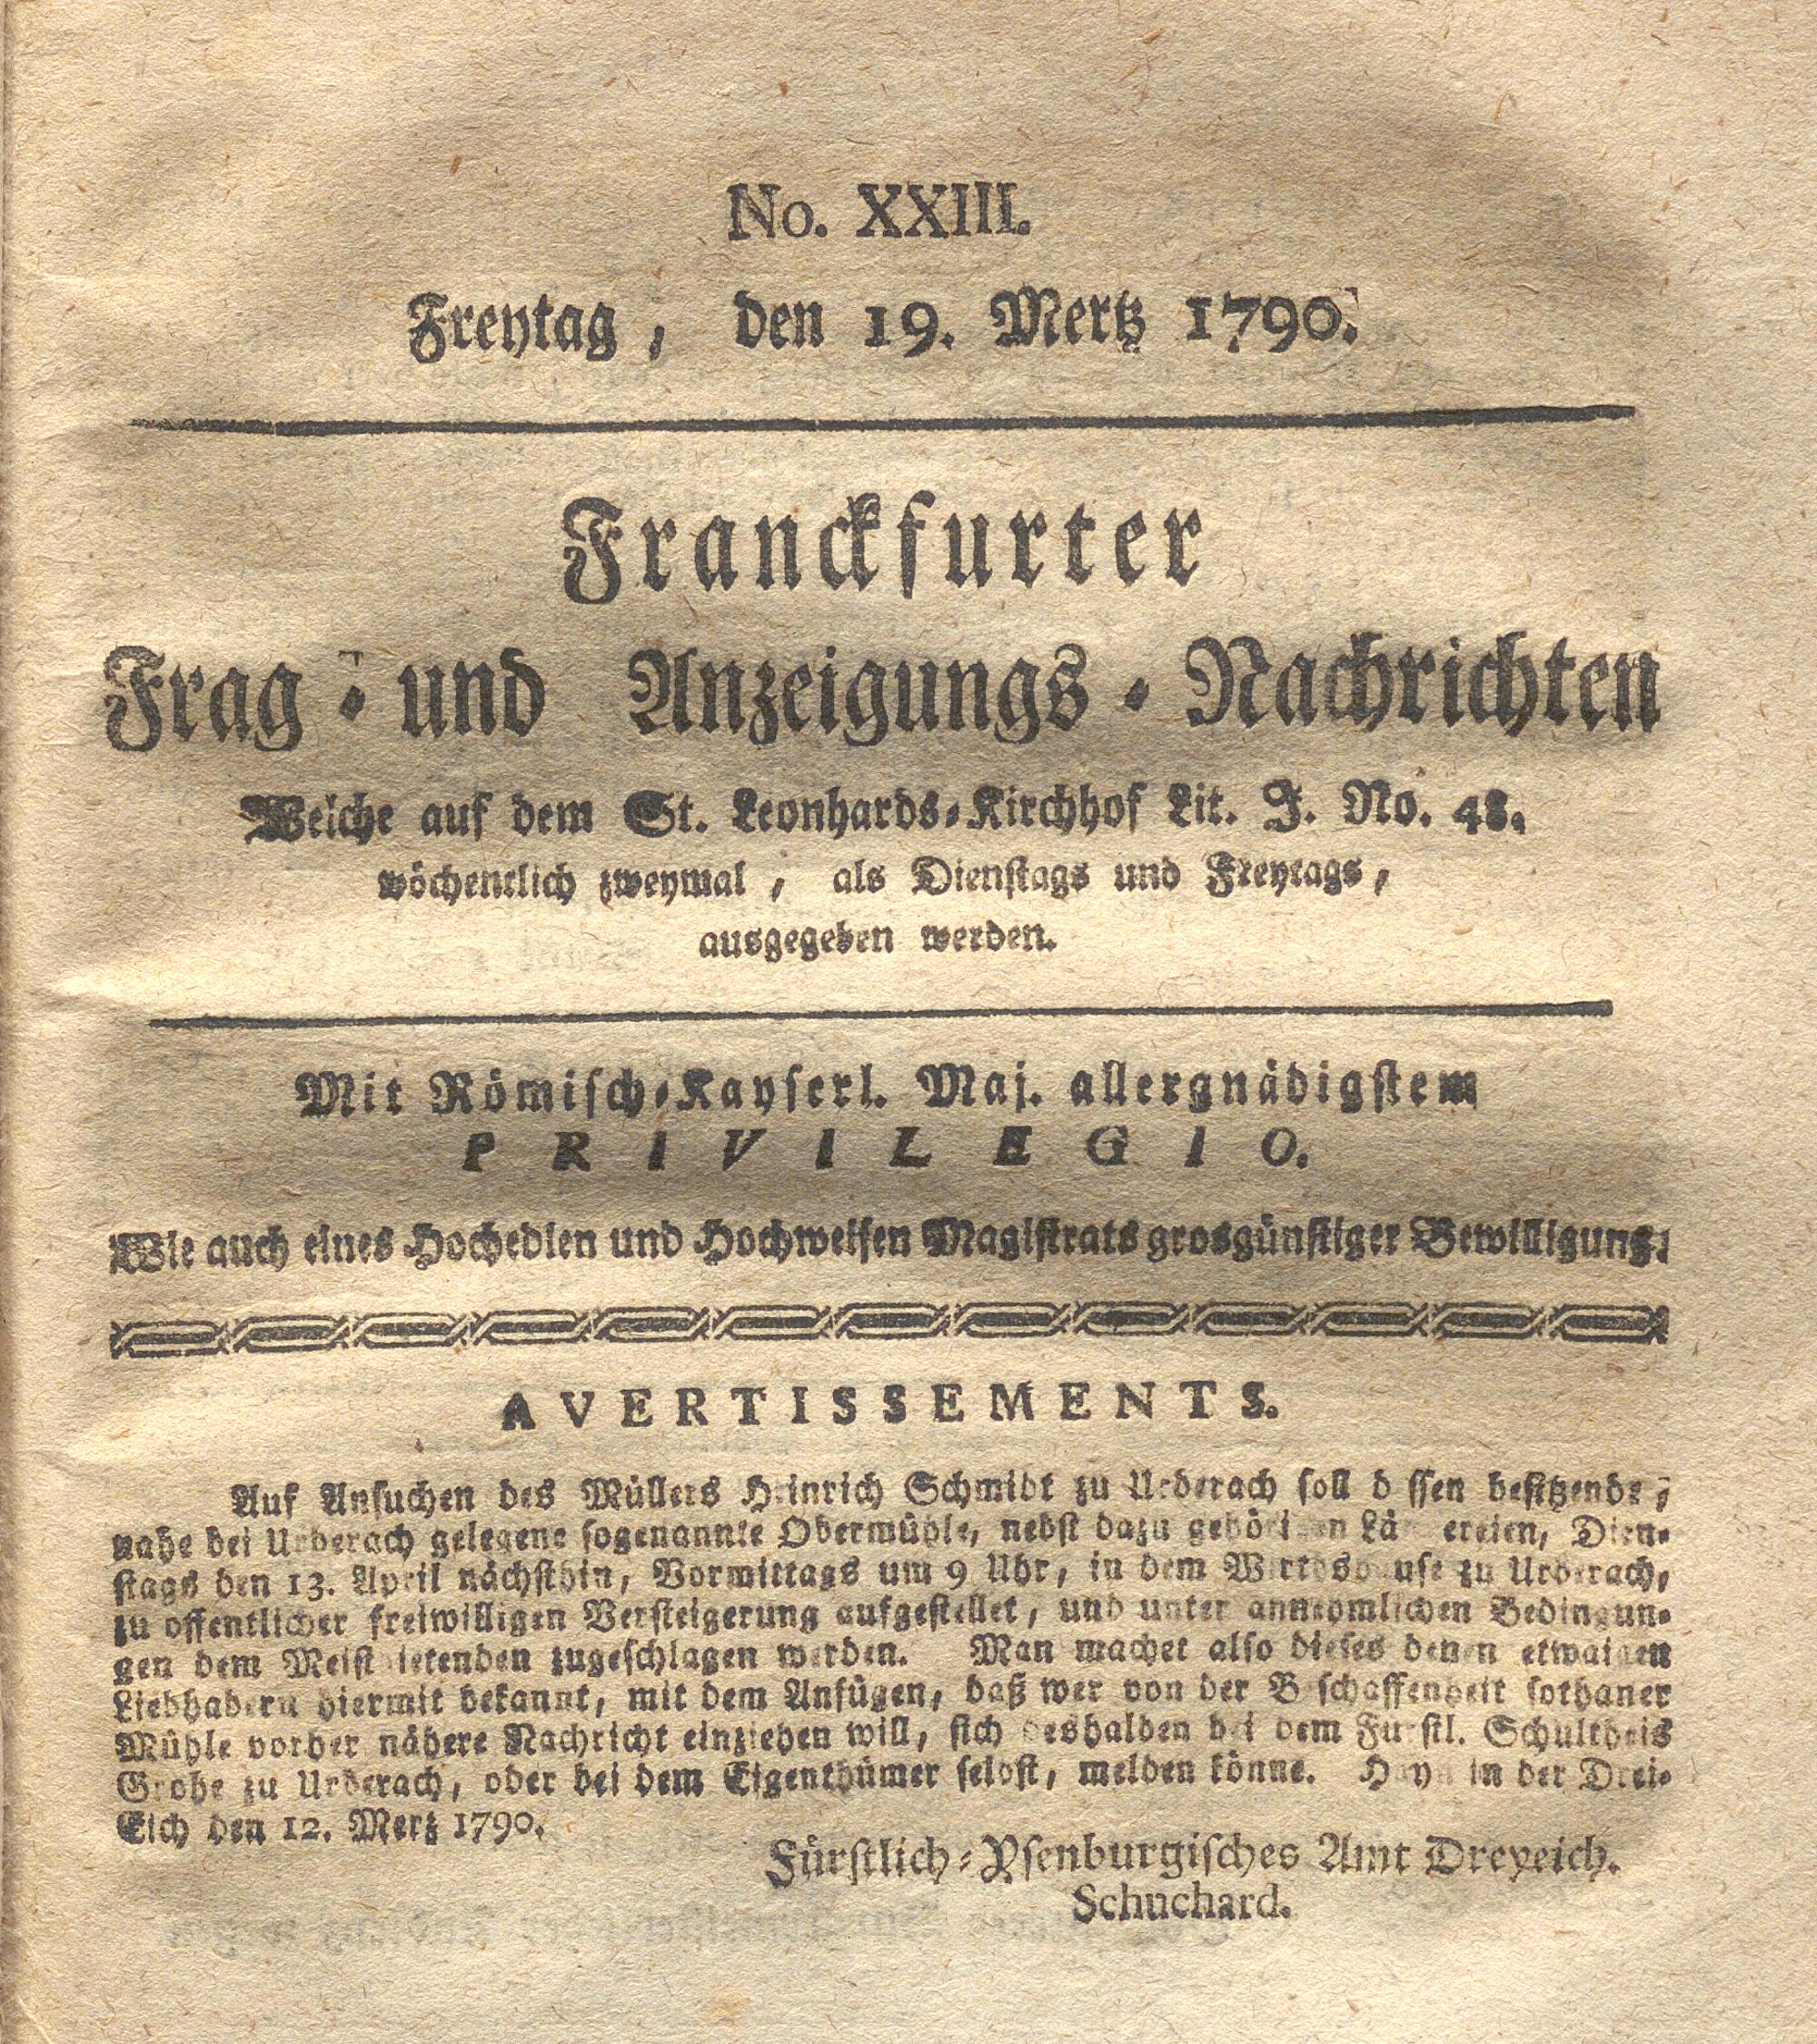 No. XXIII.
Freytag, den 19. Mertz 1790.
Franckfurter
Frag- und Anzeigungs-Nachrichten
Welche auf dem St. Leonhards-Kirchhof Lit. J. No. 48.
wöchentlich zweymal, als Dienstags und Freytags,
ausgegeben werden.
Mit Römisch-Kayserl. Maj. allergnädigstem
PRIVILEGIO.
Wie auch eines Hochedlen und Hochweisen Magistrats grosgünstiger Bewilligung.
AVERTISSEMENTS.
Auf Ansuchen des Müllers Heinrich Schmidt zu Urberach soll dessen besitzende,
nahe bei Urberach gelegene sogenannte Obermühle, nebst dazu gehörigen Ländereien, Dien-
stags den 13. April nächsthin, Vormittags um 9 Uhr, in dem Wirthshause zu Urberach,
zu offentlicher freiwilligen Versteigerung aufgestellet, und unter annehmlichen Bedingun-
gen dem Meistbietenden zugeschlagen werden. Man machet also dieses denen etwaigen
Liebhabern hiermit bekannt, mit dem Anfügen, daß wer von der Beschaffenheit sothaner
Mühle vorher nähere Nachricht einziehen will, sich deshalben bei dem Fürstl. Schultheis
Grohe zu Urberach, oder bei dem Eigenthümer selbst, melden könne. Hayn in der Drei-
Eich den 12. Merz 1790.
Fürstlich-Ysenburgisches Amt Dreyeich.
Schuchard.